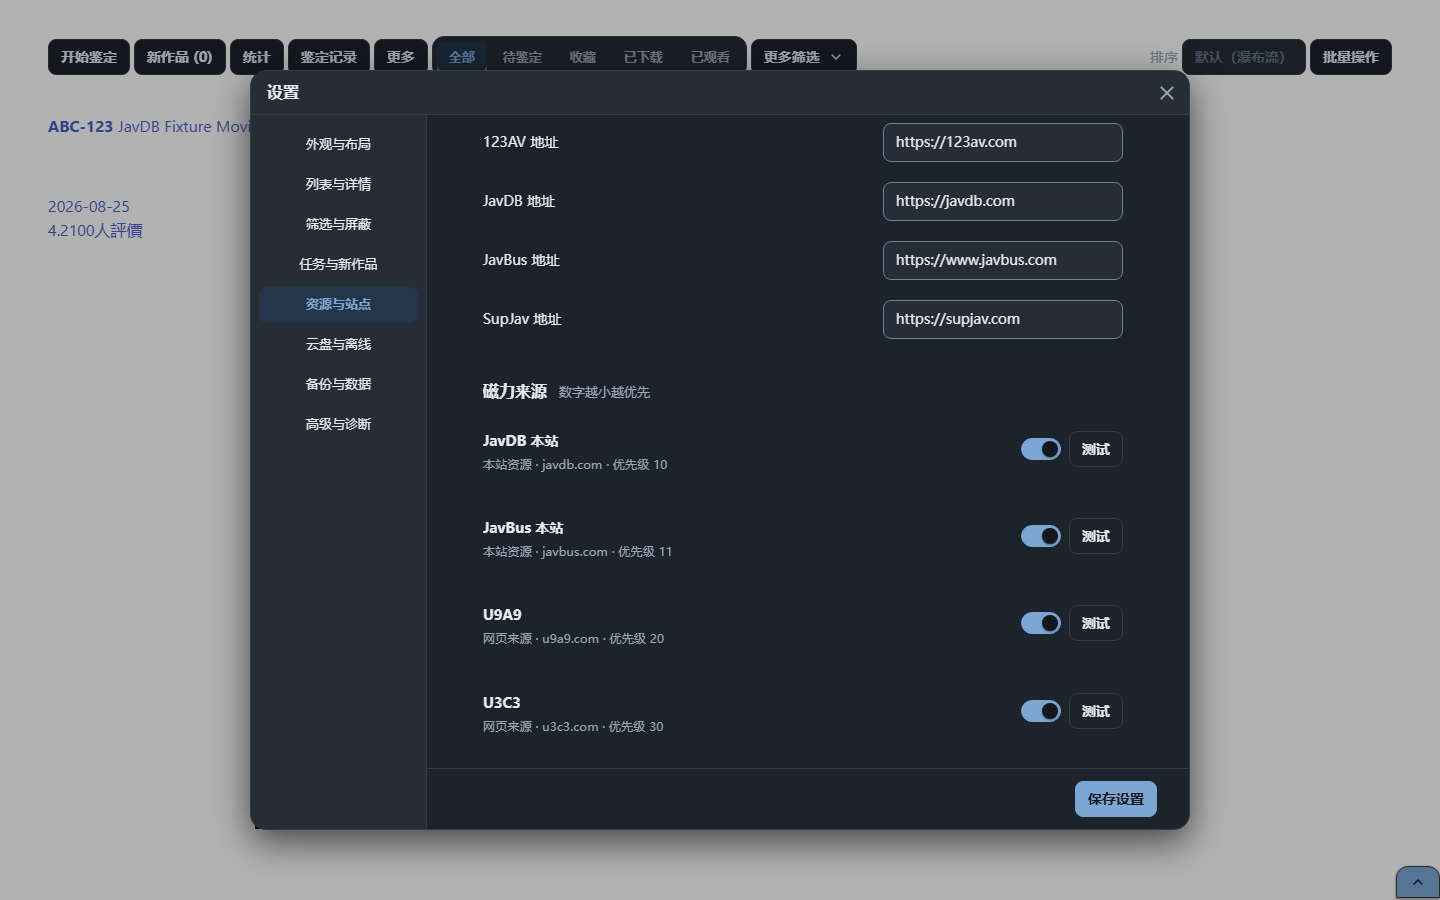 开始鉴定 新作品 (0) 统计 鉴定记录 更多 全部 待鉴定 收藏 已下载 已观看 更多筛选 排序 默认（瀑布流） 批量操作
设置
ABC-123 JavDB Fixture Movi
2026-08-25
4.2100人評價
外观与布局
列表与详情
筛选与屏蔽
任务与新作品
资源与站点
云盘与离线
备份与数据
高级与诊断
123AV 地址 https://123av.com
JavDB 地址 https://javdb.com
JavBus 地址 https://www.javbus.com
SupJav 地址 https://supjav.com
磁力来源 数字越小越优先
JavDB 本站 测试
本站资源 · javdb.com · 优先级 10
JavBus 本站 测试
本站资源 · javbus.com · 优先级 11
U9A9 测试
网页来源 · u9a9.com · 优先级 20
U3C3 测试
网页来源 · u3c3.com · 优先级 30
保存设置